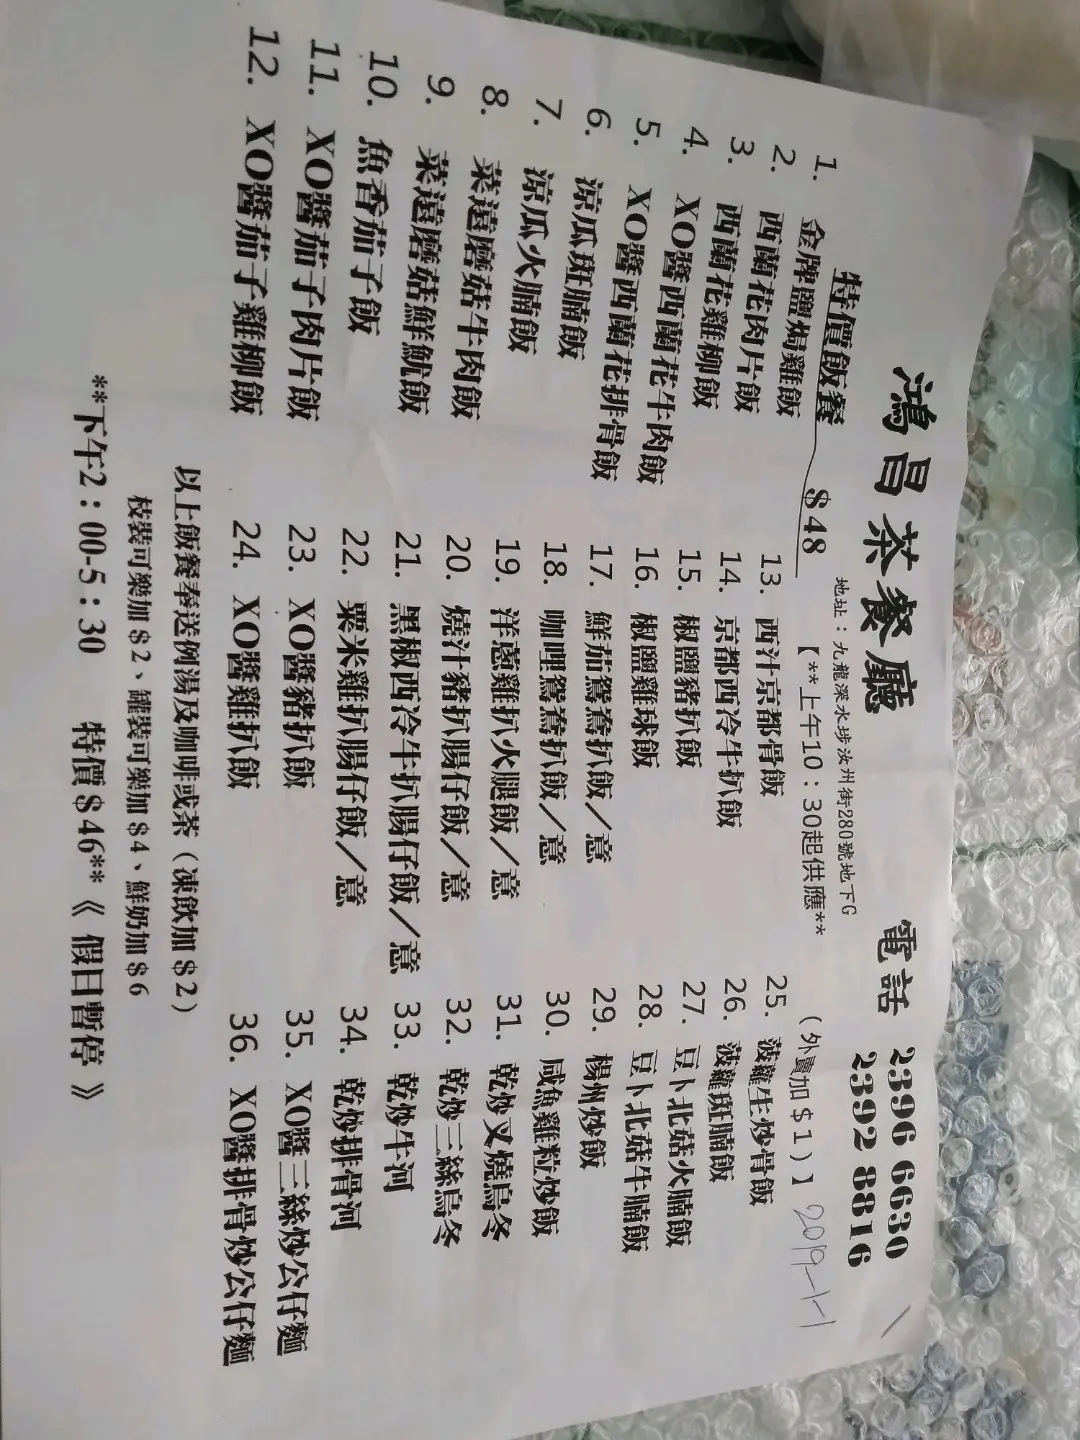 鴻昌茶餐廳
電話 2396 6630
2392 8816
地址：九龍深水埗汝州街280號地下G
特價飯餐 $48
【**上午10：30起供應**
（外賣加$1）】
2019-1-1
1. 金牌鹽焗雞飯
2. 西蘭花肉片飯
3. 西蘭花雞柳飯
4. XO醬西蘭花牛肉飯
5. XO醬西蘭花排骨飯
6. 涼瓜斑腩飯
7. 涼瓜火腩飯
8. 菜遠磨菇牛肉飯
9. 菜遠磨菇鮮魷飯
10. 魚香茄子飯
11. XO醬茄子肉片飯
12. XO醬茄子雞柳飯
13. 西汁京都骨飯
14. 京都西冷牛扒飯
15. 椒鹽豬扒飯
16. 椒鹽雞球飯
17. 鮮茄鴛鴦扒飯／意
18. 咖哩鴛鴦扒飯／意
19. 洋蔥雞扒火腿飯／意
20. 燒汁豬扒腸仔飯／意
21. 黑椒西冷牛扒腸仔飯／意
22. 粟米雞扒腸仔飯／意
23. XO醬豬扒飯
24. XO醬雞扒飯
25. 菠蘿生炒骨飯
26. 菠蘿斑腩飯
27. 豆卜北菇火腩飯
28. 豆卜北菇牛腩飯
29. 楊州炒飯
30. 咸魚雞粒炒飯
31. 乾炒叉燒烏冬
32. 乾炒三絲烏冬
33. 乾炒牛河
34. 乾炒排骨河
35. XO醬三絲炒公仔麵
36. XO醬排骨炒公仔麵
以上飯餐奉送例湯及咖啡或茶（凍飲加$2）
枝裝可樂加$2、罐裝可樂加$4、鮮奶加$6
**下午2：00-5：30 特價$46**《假日暫停》